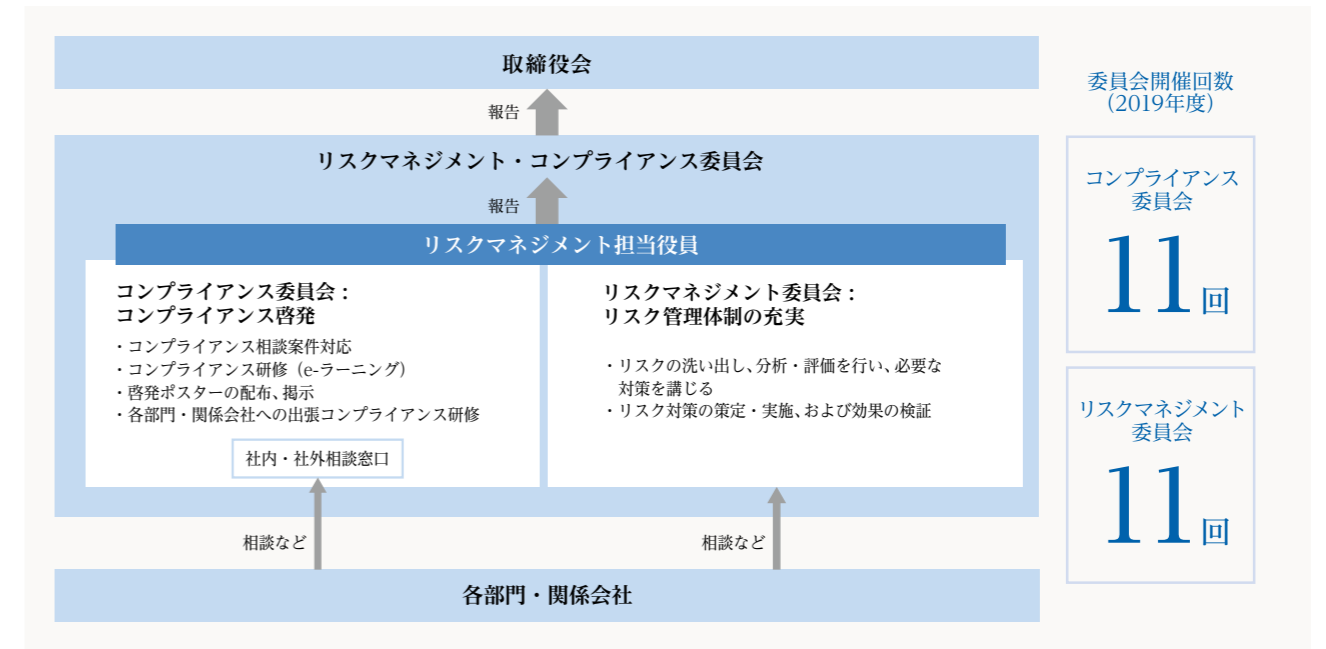 取締役会
報告
リスクマネジメント・コンプライアンス委員会
報告
リスクマネジメント担当役員
コンプライアンス委員会：
コンプライアンス啓発
・コンプライアンス相談案件対応
・コンプライアンス研修（e-ラーニング）
・啓発ポスターの配布、掲示
・各部門・関係会社への出張コンプライアンス研修
社内・社外相談窓口
リスクマネジメント委員会：
リスク管理体制の充実
・リスクの洗い出し、分析・評価を行い、必要な
対策を講じる
・リスク対策の策定・実施、および効果の検証
相談など
相談など
各部門・関係会社
委員会開催回数
（2019年度）
コンプライアンス
委員会
11回
リスクマネジメント
委員会
11回